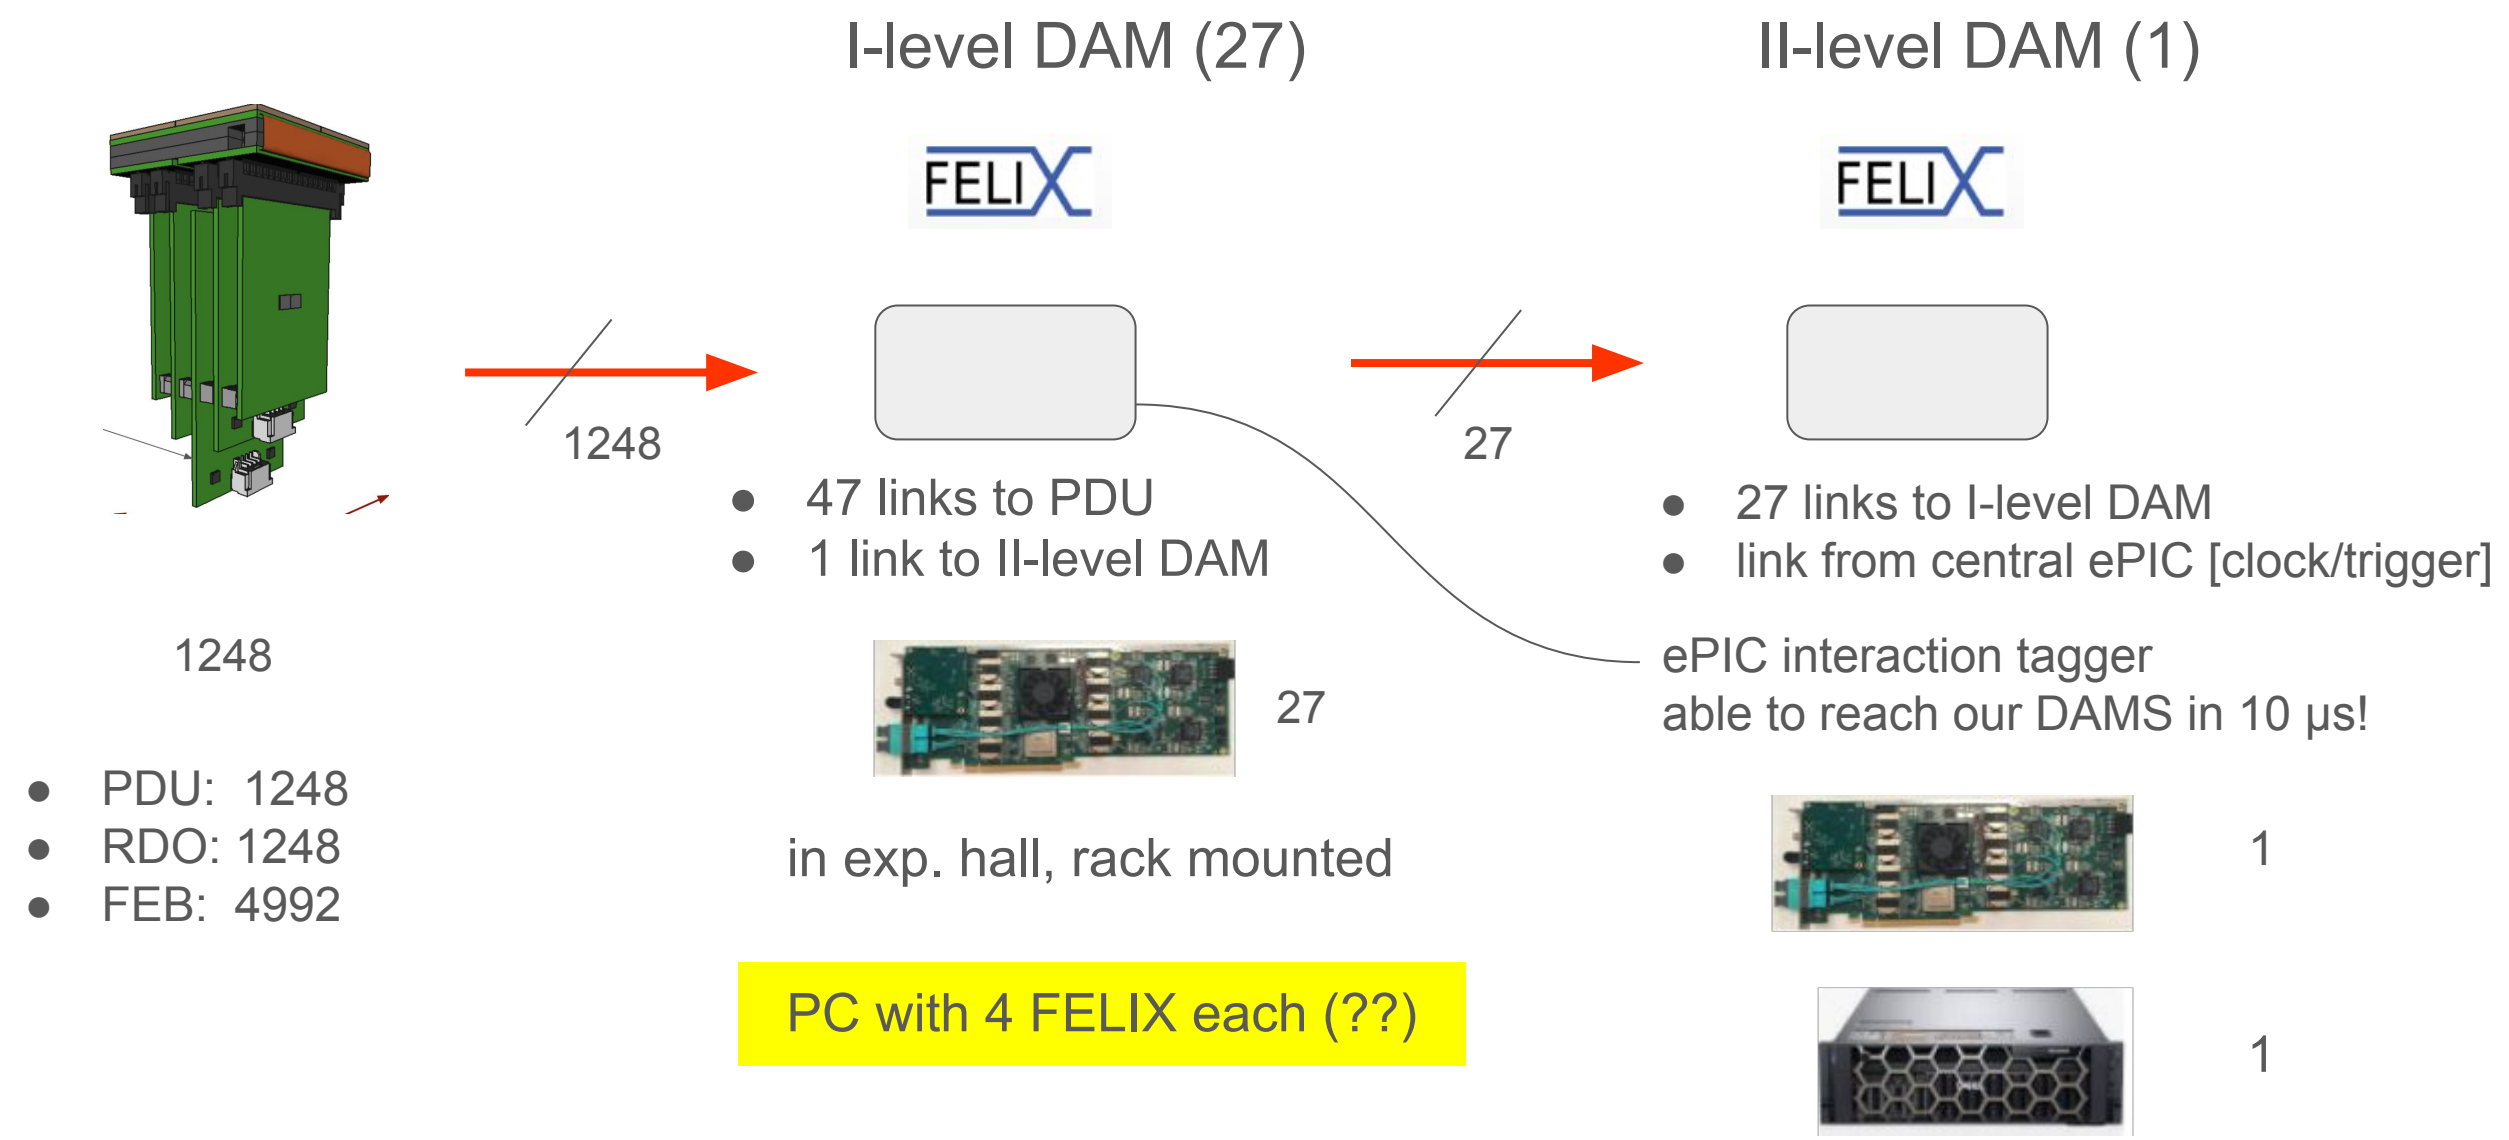 I-level DAM (27)
II-level DAM (1)
FELIX
FELIX
1248
27
● 47 links to PDU
● 1 link to II-level DAM
● 27 links to I-level DAM
● link from central ePIC [clock/trigger]
1248
27
ePIC interaction tagger
able to reach our DAMS in 10 μs!
● PDU: 1248
● RDO: 1248
● FEB: 4992
in exp. hall, rack mounted
1
PC with 4 FELIX each (??)
1